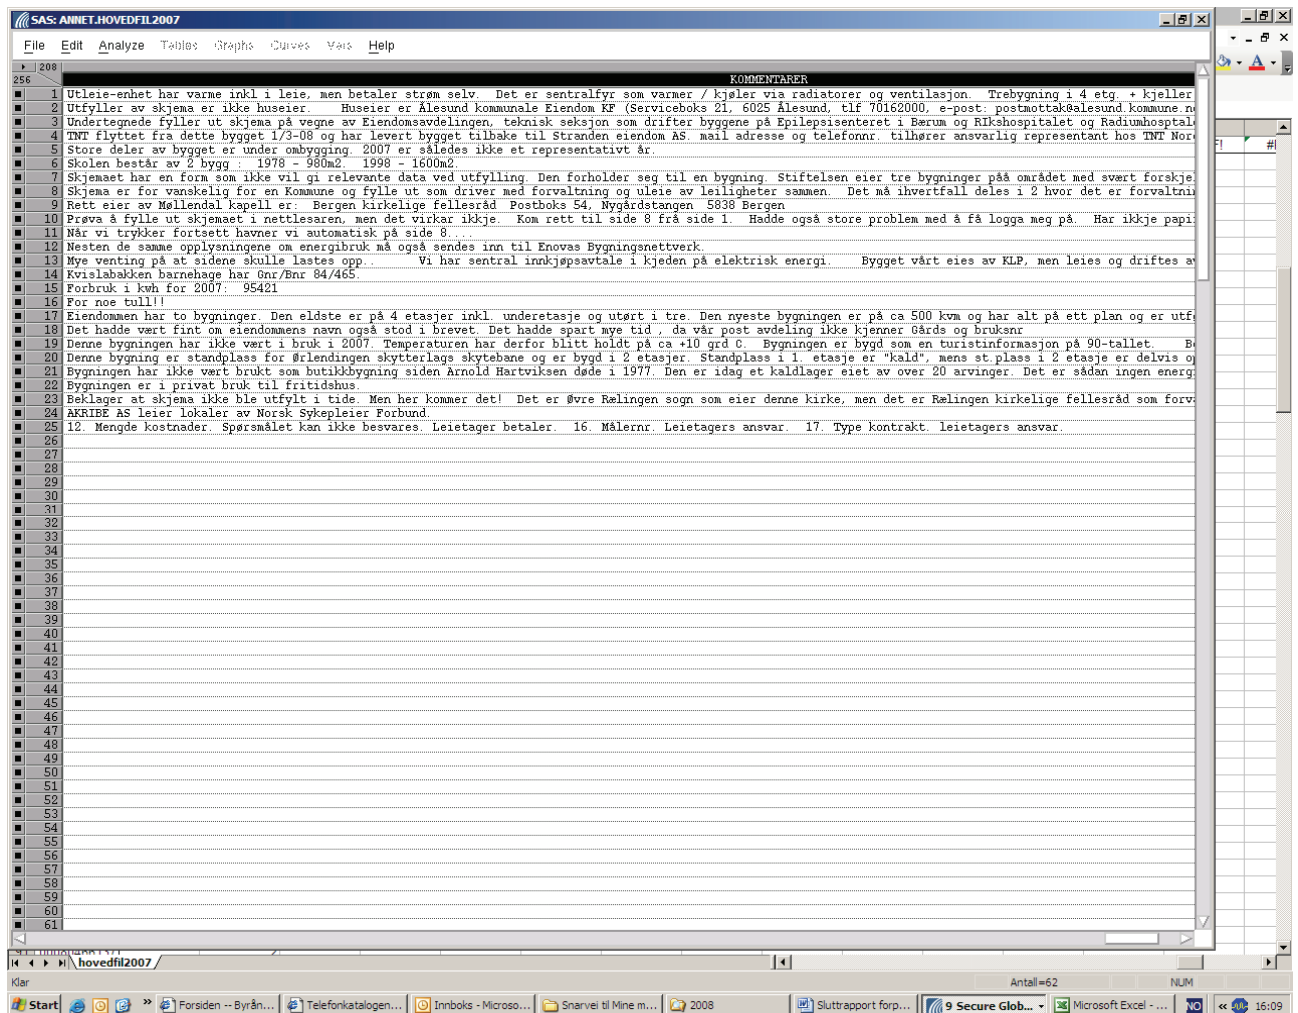 SAS: ANNET.HOVEDFIL2007
File Edit Analyze Tables Graphs Curves Vars Help
208
256 KOMMENTARER
1 Utleie-enhet har varme inkl i leie, men betaler strøm selv. Det er sentralfyr som varmer / kjøler via radiatorer og ventilasjon. Trebygning i 4 etg. + kjeller
2 Utfyller av skjema er ikke huseier. Huseier er Ålesund kommunale Eiendom KF (Serviceboks 21, 6025 Ålesund, tlf 70162000, e-post: postmottak@alesund.kommune.n
3 Undertegnede fyller ut skjema på vegne av Eiendomsavdelingen, teknisk seksjon som drifter byggene på Epilepsisenteret i Bærum og RIkshospitalet og Radiumhosptale
4 TNT flyttet fra dette bygget 1/3-08 og har levert bygget tilbake til Stranden eiendom AS. mail adresse og telefonnr. tilhører ansvarlig representant hos TNT Nor
5 Store deler av bygget er under ombygging. 2007 er således ikke et representativt år.
6 Skolen består av 2 bygg : 1978 - 980m2. 1998 - 1600m2.
7 Skjemaet har en form som ikke vil gi relevante data ved utfylling. Den forholder seg til en bygning. Stiftelsen eier tre bygninger påå området med svært forskje
8 Skjema er for vanskelig for en Kommune og fylle ut som driver med forvaltning og uleie av leiligheter sammen. Det må ihvertfall deles i 2 hvor det er forvaltni
9 Rett eier av Møllendal kapell er: Bergen kirkelige fellesråd Postboks 54, Nygårdstangen 5838 Bergen
10 Prøva å fylle ut skjemaet i nettlesaren, men det virkar ikkje. Kom rett til side 8 frå side 1. Hadde også store problem med å få logga meg på. Har ikkje papi
11 Når vi trykker fortsett havner vi automatisk på side 8....
12 Nesten de samme opplysningene om energibruk må også sendes inn til Enovas Bygningsnettverk.
13 Mye venting på at sidene skulle lastes opp.. Vi har sentral innkjøpsavtale i kjeden på elektrisk energi. Bygget vårt eies av KLP, men leies og driftes a
14 Kvislabakken barnehage har Gnr/Bnr 84/465.
15 Forbruk i kwh for 2007: 95421
16 For noe tull!!
17 Eiendommen har to bygninger. Den eldste er på 4 etasjer inkl. underetasje og utørt i tre. Den nyeste bygningen er på ca 500 kvm og har alt på ett plan og er utf
18 Det hadde vært fint om eiendommens navn også stod i brevet. Det hadde spart mye tid , da vår post avdeling ikke kjenner Gårds og bruksnr
19 Denne bygningen har ikke vært i bruk i 2007. Temperaturen har derfor blitt holdt på ca +10 grd C. Bygningen er bygd som en turistinformasjon på 90-tallet. B
20 Denne bygning er standplass for Ørlendingen skytterlags skytebane og er bygd i 2 etasjer. Standplass i 1. etasje er "kald", mens st.plass i 2 etasje er delvis o
21 Bygningen har ikke vært brukt som butikkbygning siden Arnold Hartviksen døde i 1977. Den er idag et kaldlager eiet av over 20 arvinger. Det er sådan ingen energ
22 Bygningen er i privat bruk til fritidshus.
23 Beklager at skjema ikke ble utfylt i tide. Men her kommer det! Det er Øvre Rælingen sogn som eier denne kirke, men det er Rælingen kirkelige fellesråd som forv
24 AKRIBE AS leier lokaler av Norsk Sykepleier Forbund.
25 12. Mengde kostnader. Spørsmålet kan ikke besvares. Leietager betaler. 16. Målernr. Leietagers ansvar. 17. Type kontrakt. leietagers ansvar.
26
27
28
29
30
31
32
33
34
35
36
37
38
39
40
41
42
43
44
45
46
47
48
49
50
51
52
53
54
55
56
57
58
59
60
61
hovedfil2007
Klar Antall=62 NUM
Start Forsiden -- Byrån... Telefonkatalogen... Innboks - Microso... Snarvei til Mine m... 2008 Sluttrapport forp... 9 Secure Glob... Microsoft Excel - ... NO 16:09